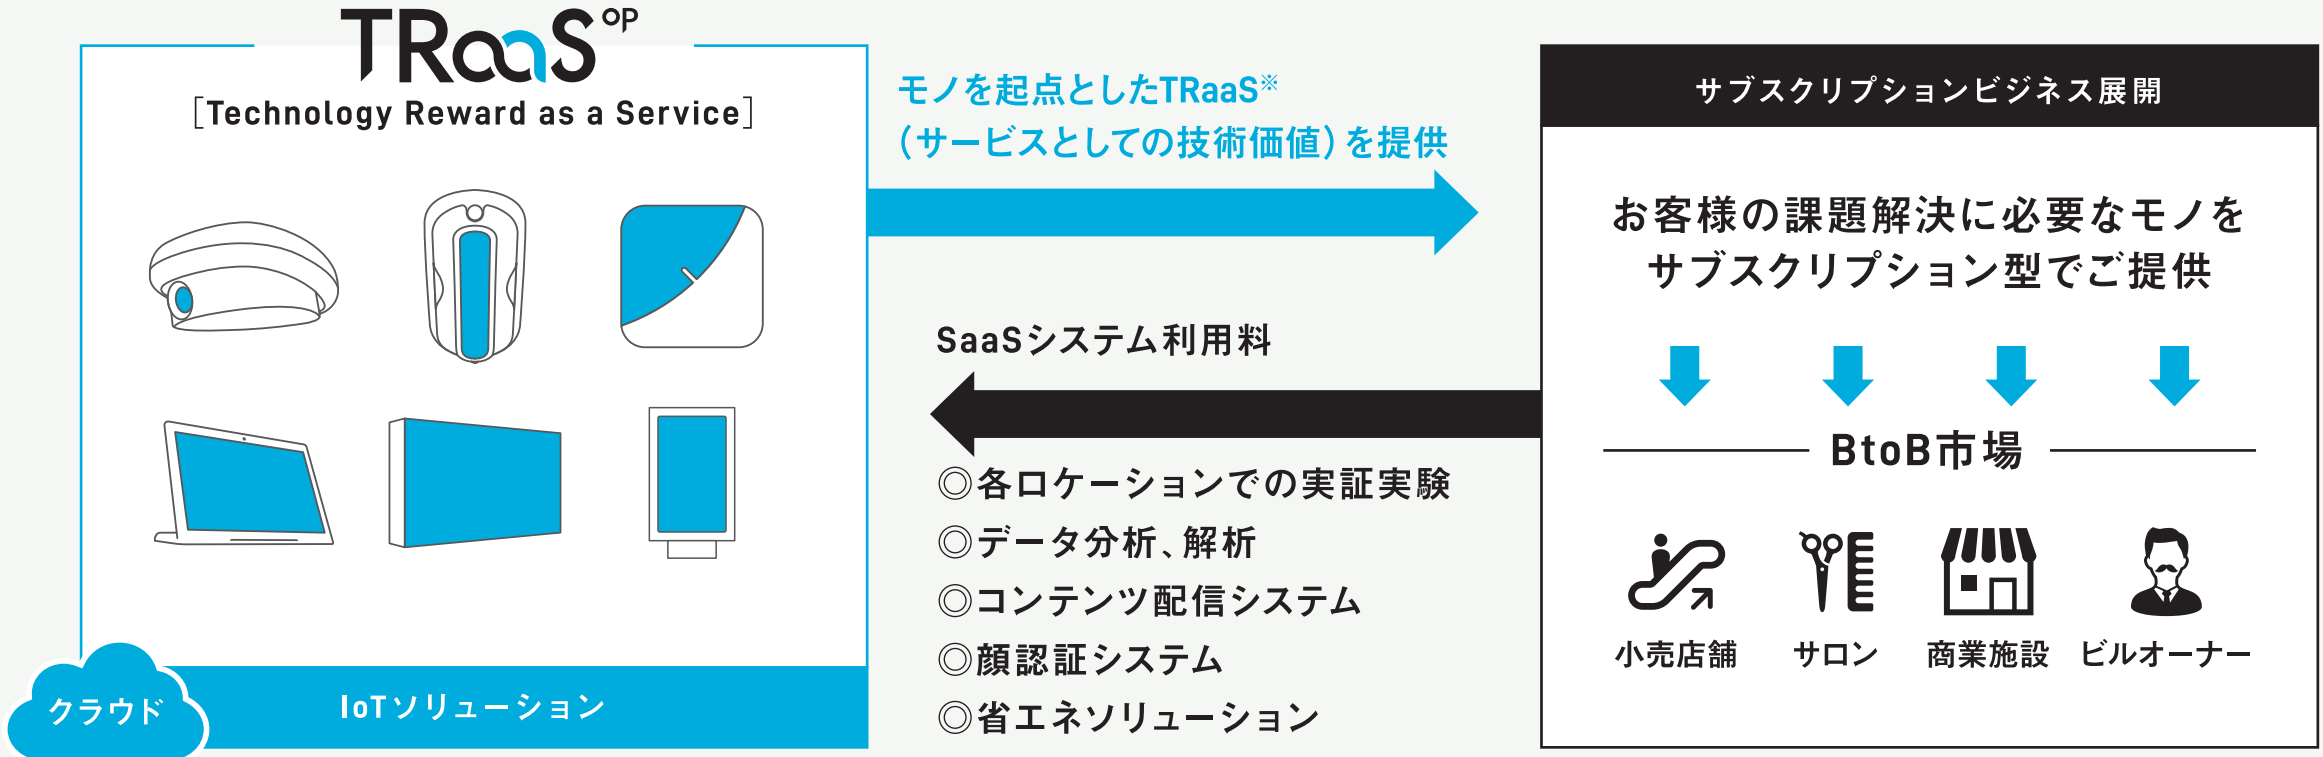 TRaaS OP
[Technology Reward as a Service]
クラウド
IoTソリューション
モノを起点としたTRaaS※
（サービスとしての技術価値）を提供
SaaSシステム利用料
◎各ロケーションでの実証実験
◎データ分析、解析
◎コンテンツ配信システム
◎顔認証システム
◎省エネソリューション
サブスクリプションビジネス展開
お客様の課題解決に必要なモノを
サブスクリプション型でご提供
BtoB市場
小売店舗
サロン
商業施設
ビルオーナー